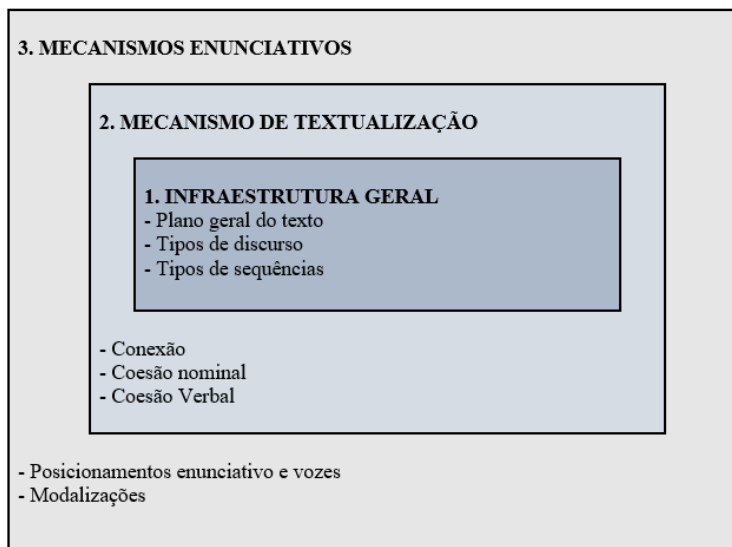 3. MECANISMOS ENUNCIATIVOS
2. MECANISMO DE TEXTUALIZAÇÃO
1. INFRAESTRUTURA GERAL
- Plano geral do texto
- Tipos de discurso
- Tipos de sequências
- Conexão
- Coesão nominal
- Coesão Verbal
- Posicionamentos enunciativo e vozes
- Modalizações